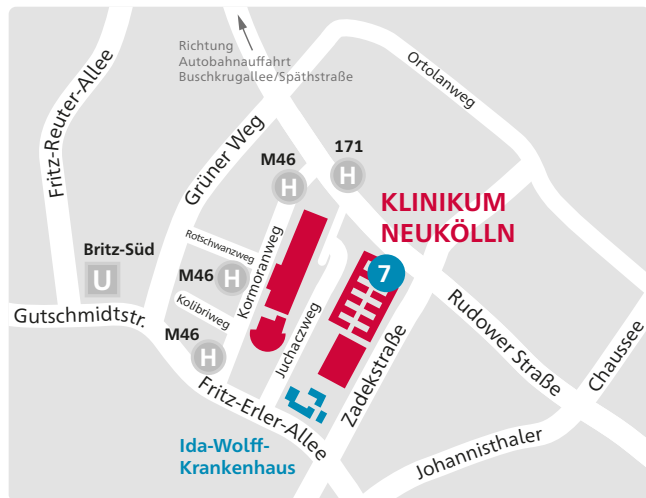 Richtung
Autobahnauffahrt
Buschkrugallee/Späthstraße
Fritz-Reuter-Allee
Ortolanweg
Grüner Weg
171
H
M46
H
KLINIKUM
NEUKÖLLN
7
Rotschwanzweg
Britz-Süd
U
M46
H
Kormoranweg
Kolibriweg
Gutschmidtstr.
M46
H
Juchaczweg
Rudower Straße
Zadekstraße
Chaussee
Johannisthaler
Fritz-Erler-Allee
Ida-Wolff-
Krankenhaus